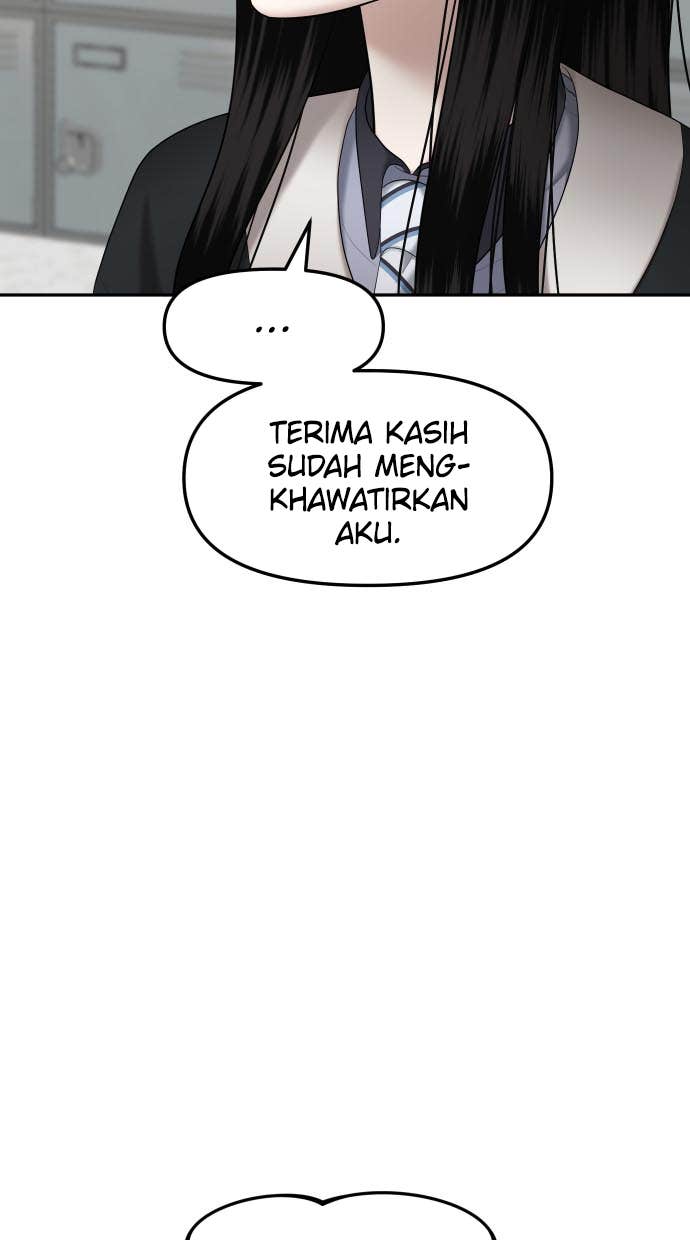 ...
TERIMA KASIH
SUDAH MENG-
KHAWATIRKAN
AKU.